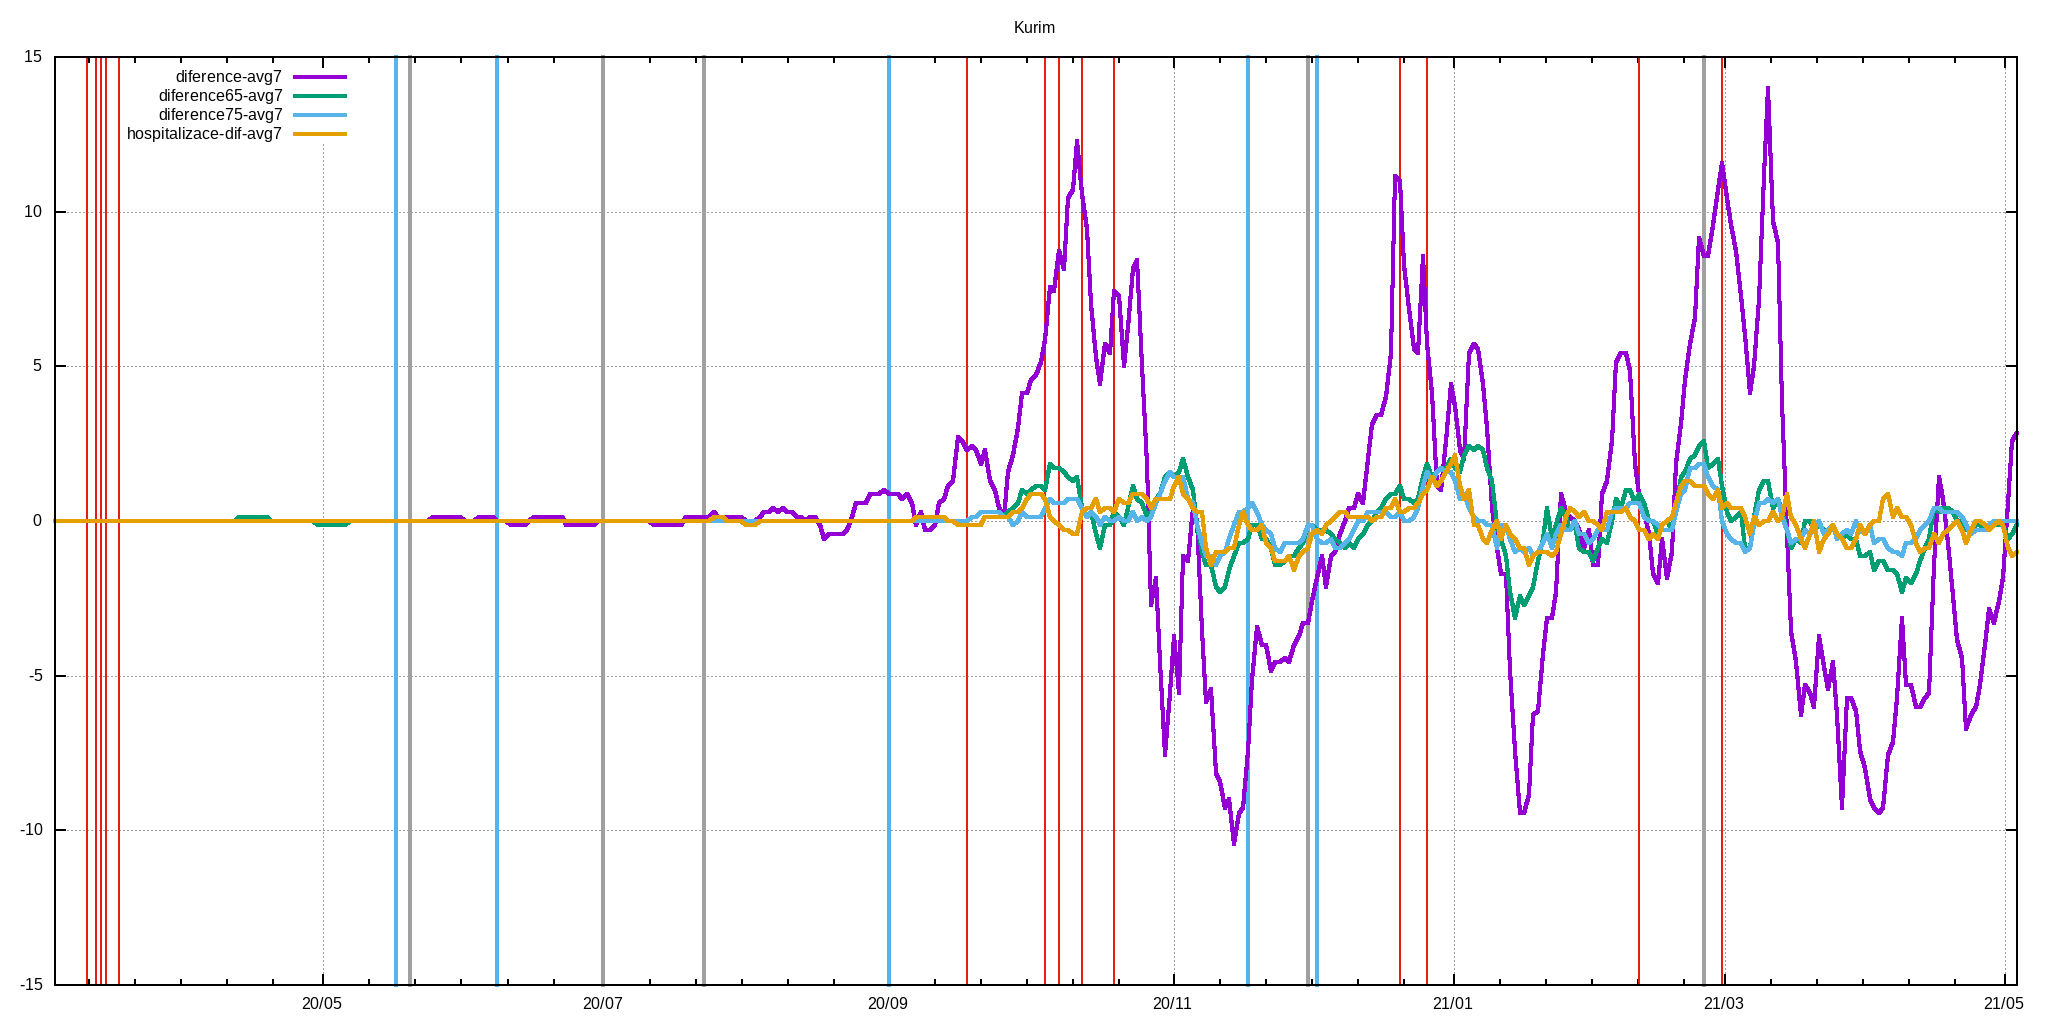 Kurim
diference-avg7
diference65-avg7
diference75-avg7
hospitalizace-dif-avg7
15
10
5
0
-5
-10
-15
20/05 20/07 20/09 20/11 21/01 21/03 21/05